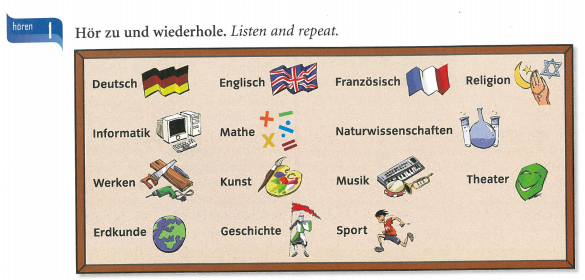 hören 1 Hör zu und wiederhole. Listen and repeat.
Deutsch Englisch Französisch Religion
Informatik Mathe Naturwissenschaften
Werken Kunst Musik Theater
Erdkunde Geschichte Sport